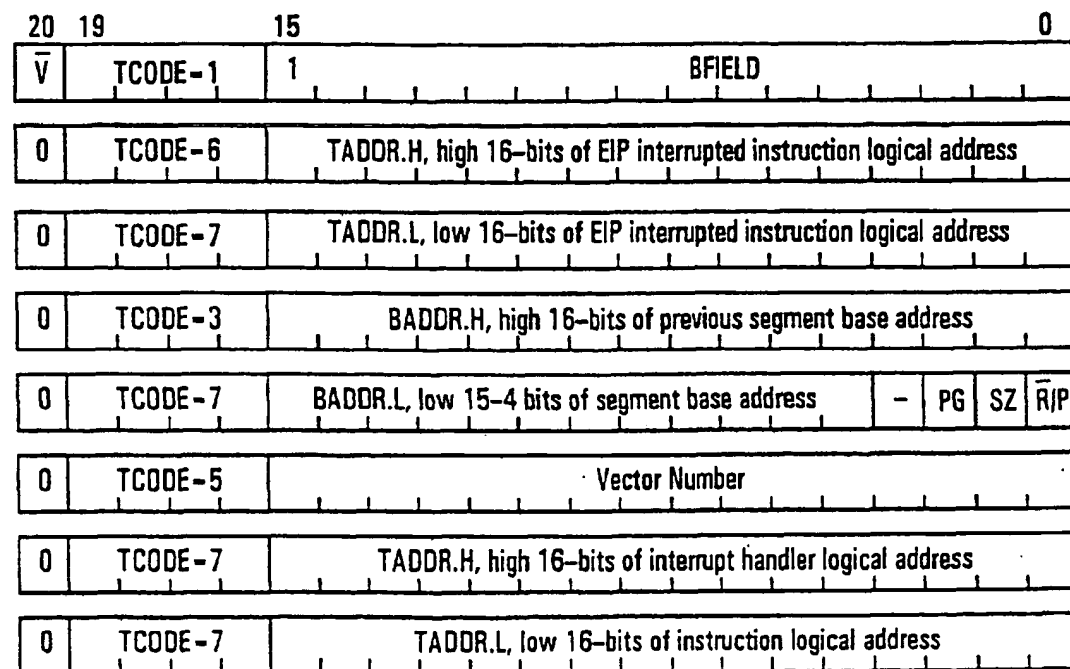 20 19 15 0
V̅ TCODE-1 1 BFIELD
0 TCODE-6 TADDR.H, high 16-bits of EIP interrupted instruction logical address
0 TCODE-7 TADDR.L, low 16-bits of EIP interrupted instruction logical address
0 TCODE-3 BADDR.H, high 16-bits of previous segment base address
0 TCODE-7 BADDR.L, low 15-4 bits of segment base address - PG SZ R̅/P
0 TCODE-5 Vector Number
0 TCODE-7 TADDR.H, high 16-bits of interrupt handler logical address
0 TCODE-7 TADDR.L, low 16-bits of instruction logical address